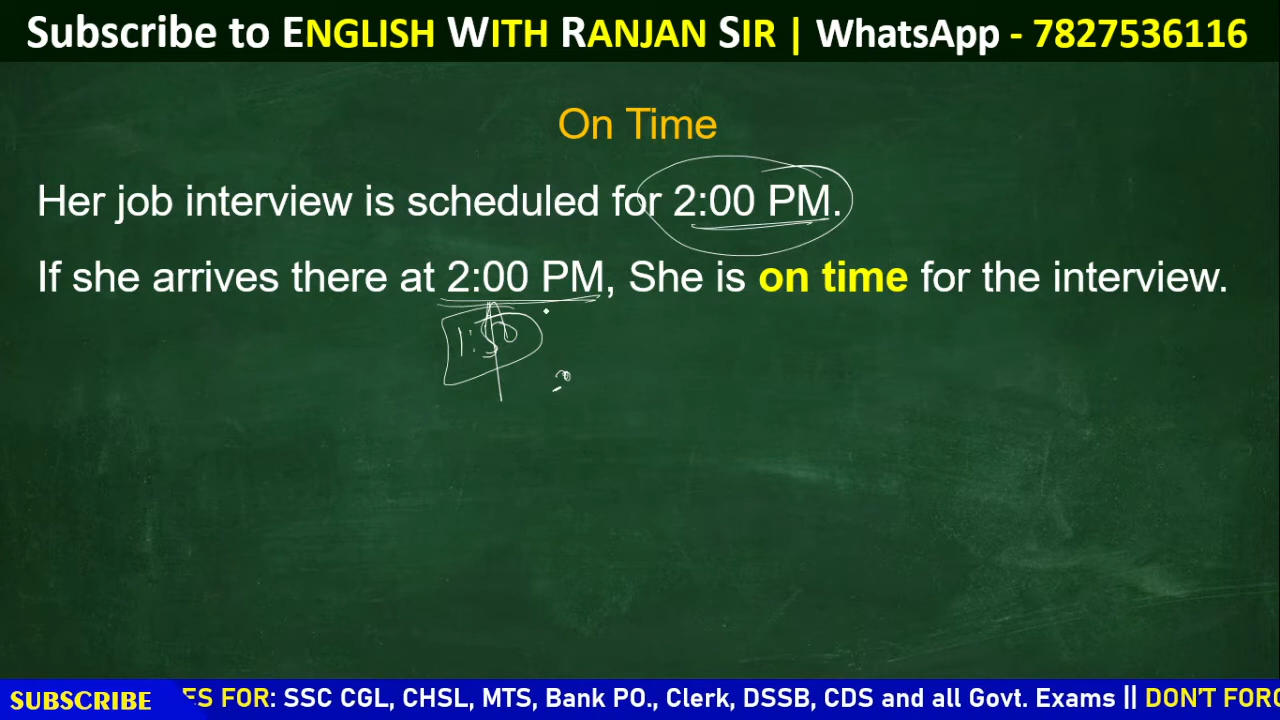 Subscribe to ENGLISH WITH RANJAN SIR | WhatsApp - 7827536116
On Time
Her job interview is scheduled for 2:00 PM.
If she arrives there at 2:00 PM, She is on time for the interview.
1:50
SUBSCRIBE ES FOR: SSC CGL, CHSL, MTS, Bank PO., Clerk, DSSB, CDS and all Govt. Exams || DON'T FORG